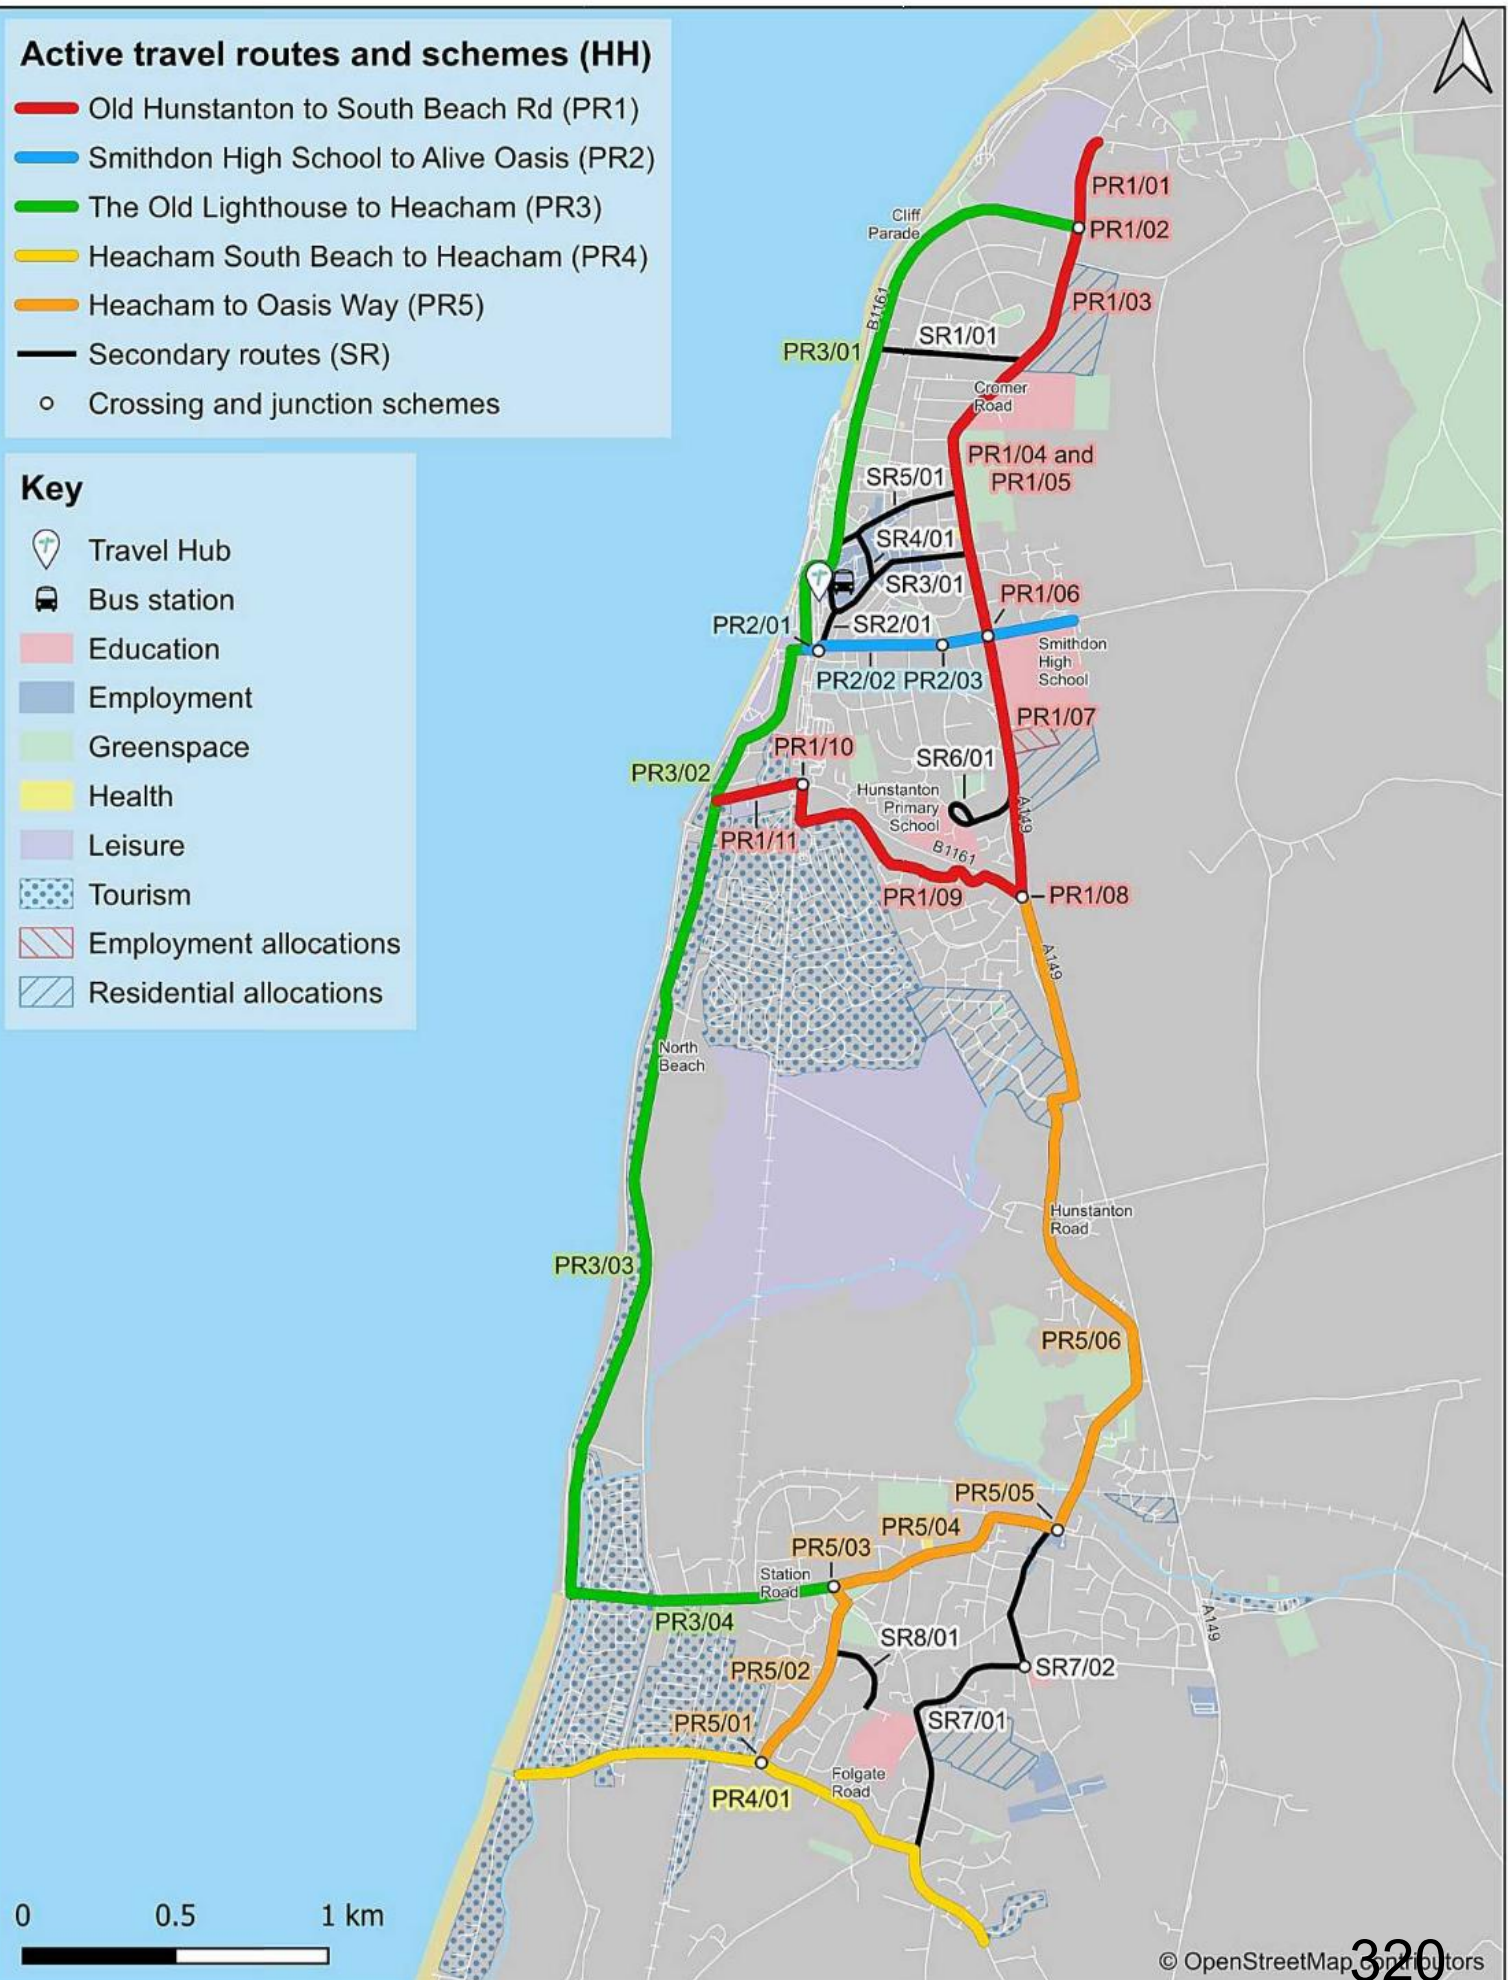 Active travel routes and schemes (HH)
Old Hunstanton to South Beach Rd (PR1)
Smithdon High School to Alive Oasis (PR2)
The Old Lighthouse to Heacham (PR3)
Heacham South Beach to Heacham (PR4)
Heacham to Oasis Way (PR5)
Secondary routes (SR)
Crossing and junction schemes
Key
Travel Hub
Bus station
Education
Employment
Greenspace
Health
Leisure
Tourism
Employment allocations
Residential allocations
PR1/01
Cliff
Parade
PR1/02
B1161
PR1/03
SR1/01
PR3/01
Cromer
Road
PR1/04 and
PR1/05
SR5/01
SR4/01
SR3/01
PR1/06
PR2/01
SR2/01
Smithdon
High
School
PR2/02
PR2/03
PR1/07
PR1/10
SR6/01
PR3/02
Hunstanton
Primary
School
A149
PR1/11
B1161
PR1/09
PR1/08
A149
North
Beach
Hunstanton
Road
PR3/03
PR5/06
PR5/05
PR5/04
PR5/03
Station
Road
PR3/04
A149
SR8/01
PR5/02
SR7/02
PR5/01
SR7/01
Folgate
Road
PR4/01
0 0.5 1 km
© OpenStreetMap contributors
320